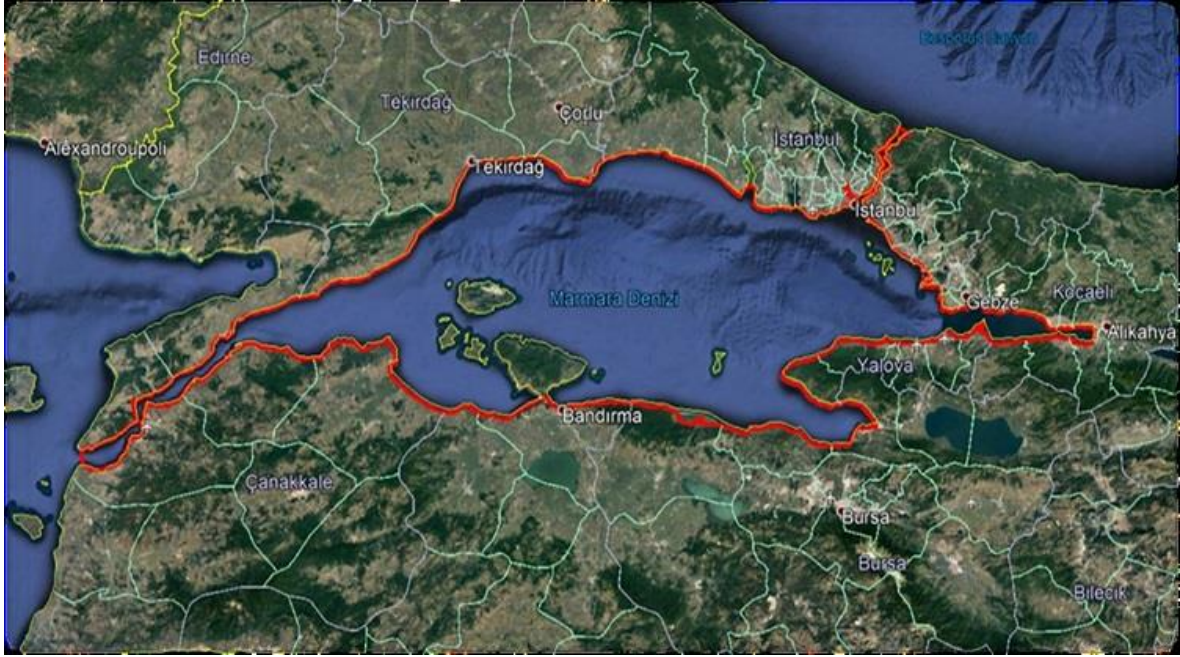 Edirne
Tekirdağ
Çorlu
İstanbul
Alexandroupoli
Tekirdağ
İstanbul
Kocaeli
Gebze
Marmara Denizi
Alikahya
Yalova
Bandırma
Çanakkale
Bursa
Bursa
Bilecik